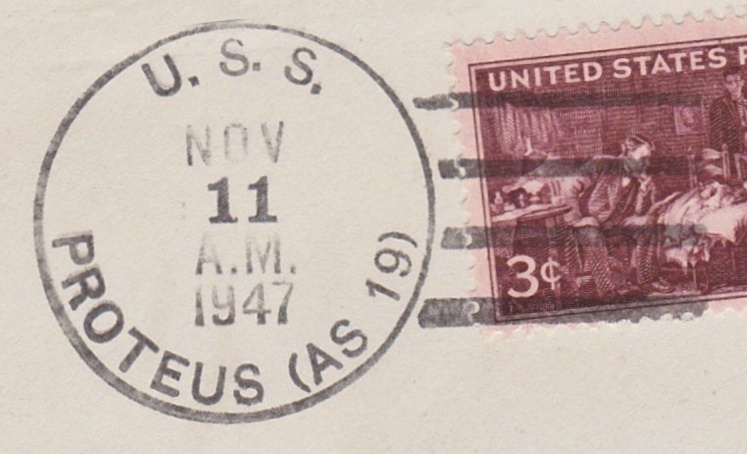 U. S. S.
NOV
11
A.M.
1947
PROTEUS (AS 19)
UNITED STATES
3¢